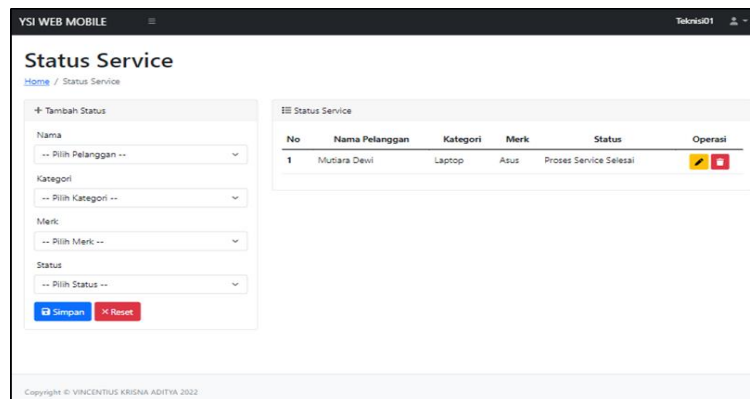 YSI WEB MOBILE
Teknisi01
Status Service
Home / Status Service
+ Tambah Status
Nama
-- Pilih Pelanggan --
Kategori
-- Pilih Kategori --
Merk
-- Pilih Merk --
Status
-- Pilih Status --
Simpan
× Reset
Status Service
No Nama Pelanggan Kategori Merk Status Operasi
1 Mutiara Dewi Laptop Asus Proses Service Selesai
Copyright © VINCENTIUS KRISNA ADITYA 2022